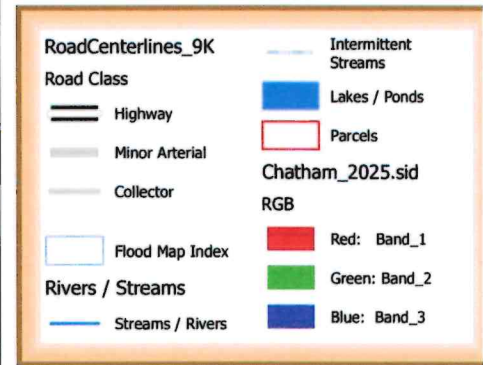 RoadCenterlines_9K
Road Class
Highway
Minor Arterial
Collector
Flood Map Index
Rivers / Streams
Streams / Rivers
Intermittent
Streams
Lakes / Ponds
Parcels
Chatham_2025.sid
RGB
Red: Band_1
Green: Band_2
Blue: Band_3